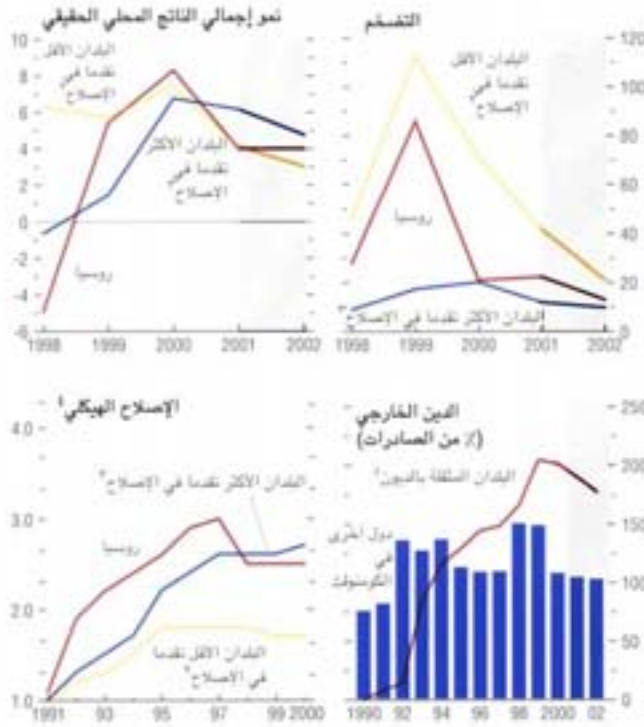 نمو إجمالي الناتج المحلي الحقيقي
10
8
6
4
2
0
-2
-4
-6
البلدان الأقل
تقدما في
الإصلاح
البلدان الأكثر
تقدما في
الإصلاح
روسيا
1998 1999 2000 2001 2002
التضخم
120
100
80
60
40
20
0
البلدان الأقل
تقدما في
الإصلاح
روسيا
البلدان الأكثر تقدما في الإصلاح
1998 1999 2000 2001 2002
الإصلاح الهيكلي
4.0
3.0
2.0
1.0
البلدان الأكثر تقدما في الإصلاح
روسيا
البلدان الأقل تقدما
في الإصلاح
1991 93 95 97 99 2000
الدين الخارجي
(٪ من الصادرات)
250
200
150
100
50
0
البلدان المثقلة بالديون
دول أخرى
في
الكومنولث
1990 92 94 96 98 2000 02